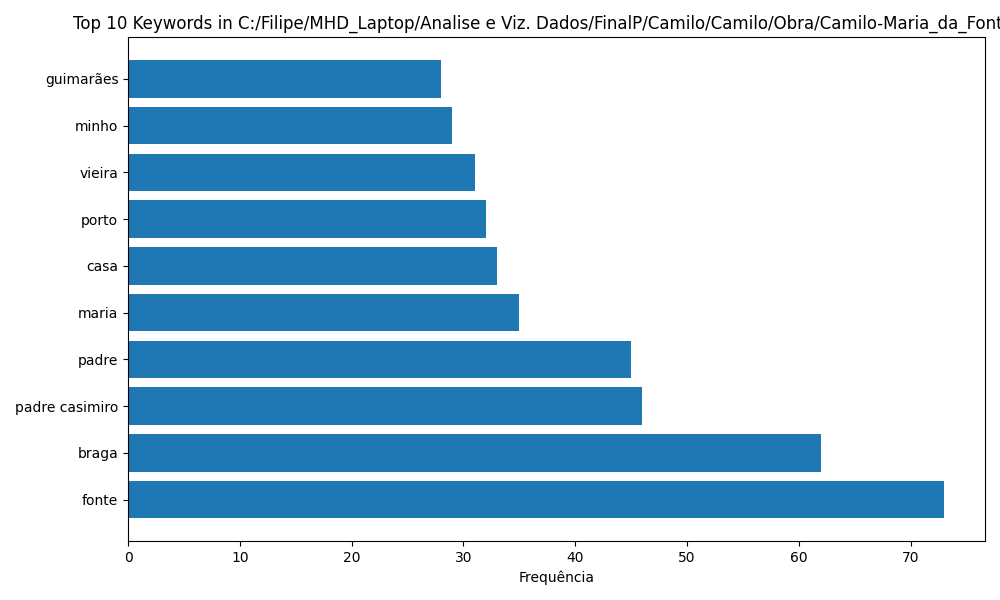 Top 10 Keywords in C:/Filipe/MHD_Laptop/Analise e Viz. Dados/FinalP/Camilo/Camilo/Obra/Camilo-Maria_da_Font
guimarães
minho
vieira
porto
casa
maria
padre
padre casimiro
braga
fonte
0 10 20 30 40 50 60 70
Frequência